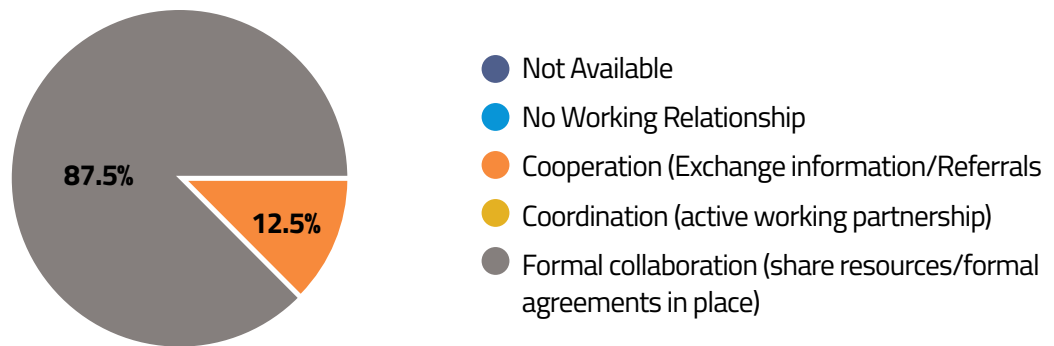 87.5%
12.5%
Not Available
No Working Relationship
Cooperation (Exchange information/Referrals
Coordination (active working partnership)
Formal collaboration (share resources/formal
agreements in place)